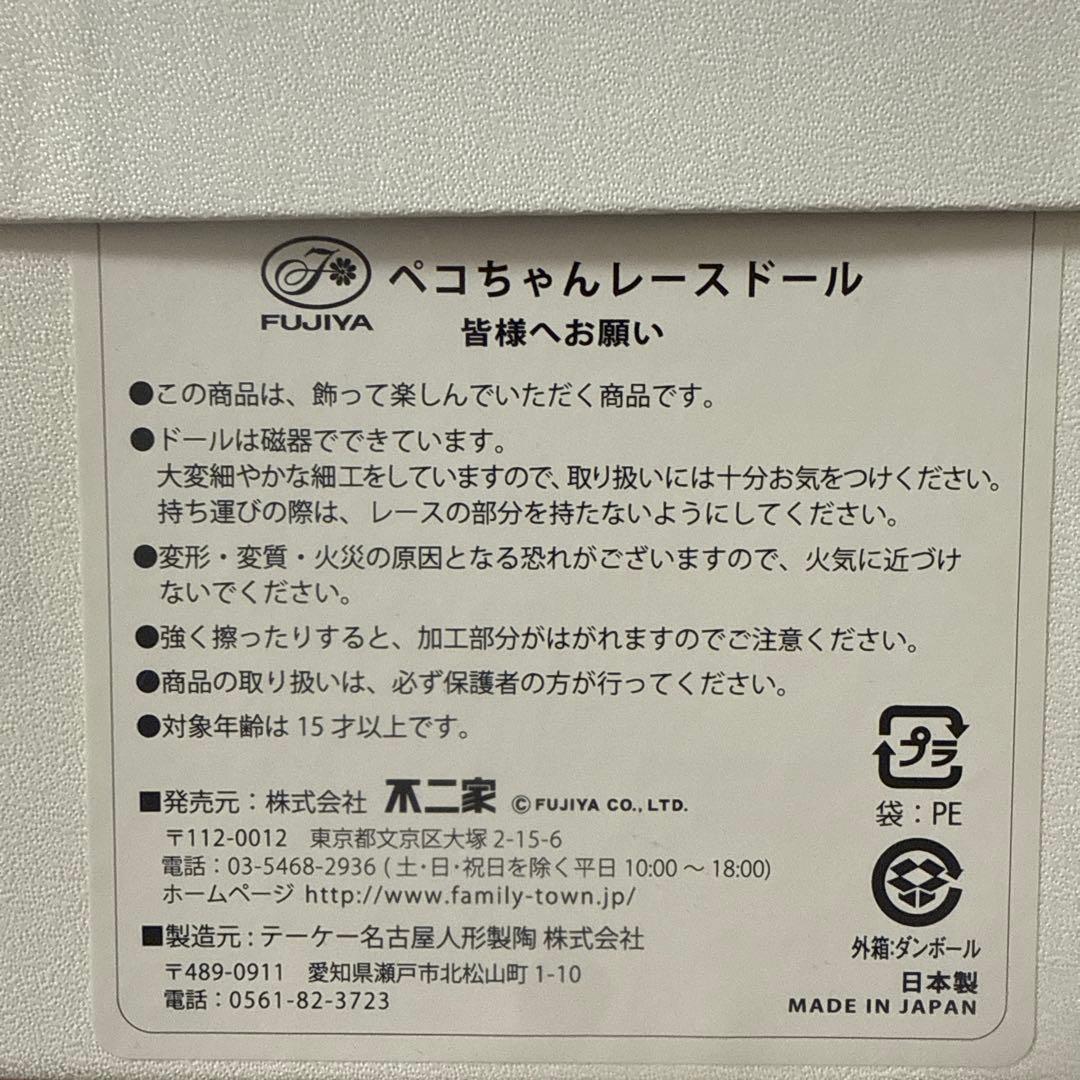 FUJIYA
ペコちゃんレースドール
皆様へお願い
●この商品は、飾って楽しんでいただく商品です。
●ドールは磁器でできています。
大変細やかな細工をしていますので、取り扱いには十分お気をつけください。
持ち運びの際は、レースの部分を持たないようにしてください。
●変形・変質・火災の原因となる恐れがございますので、火気に近づけ
ないでください。
●強く擦ったりすると、加工部分がはがれますのでご注意ください。
●商品の取り扱いは、必ず保護者の方が行ってください。
●対象年齢は 15 才以上です。
プラ
袋：PE
■発売元：株式会社 不二家 © FUJIYA CO., LTD.
〒112-0012 東京都文京区大塚 2-15-6
電話：03-5468-2936 ( 土・日・祝日を除く平日 10:00 ～ 18:00)
ホームページ http://www.family-town.jp/
■製造元：テーケー名古屋人形製陶 株式会社
〒489-0911 愛知県瀬戸市北松山町 1-10
電話：0561-82-3723
外箱:ダンボール
日本製
MADE IN JAPAN